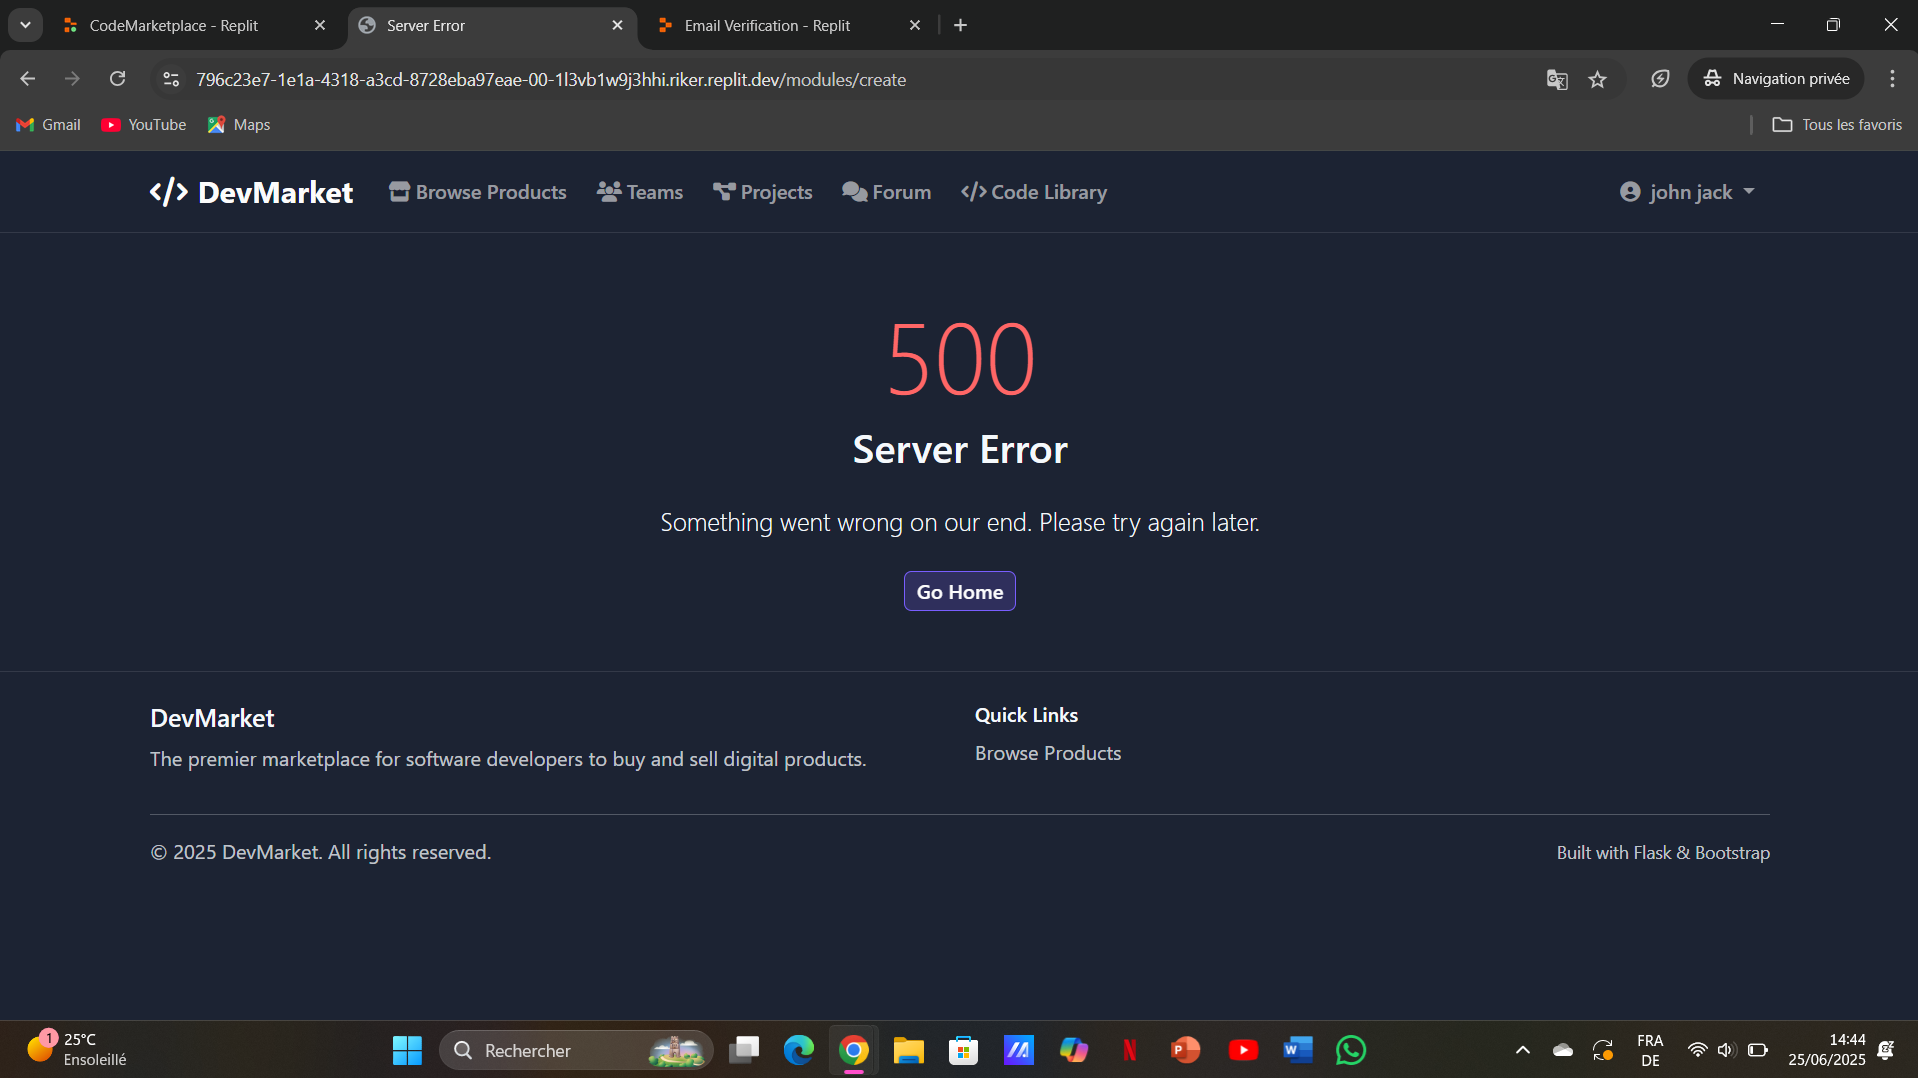 CodeMarketplace - Replit
Server Error
Email Verification - Replit
796c23e7-1e1a-4318-a3cd-8728eba97eae-00-1l3vb1w9j3hhi.riker.replit.dev/modules/create
Navigation privée
Gmail
YouTube
Maps
Tous les favoris
</> DevMarket
Browse Products
Teams
Projects
Forum
</> Code Library
john jack
500
Server Error
Something went wrong on our end. Please try again later.
Go Home
DevMarket
The premier marketplace for software developers to buy and sell digital products.
Quick Links
Browse Products
© 2025 DevMarket. All rights reserved.
Built with Flask & Bootstrap
1
25°C
Ensoleillé
Rechercher
FRA
DE
14:44
25/06/2025